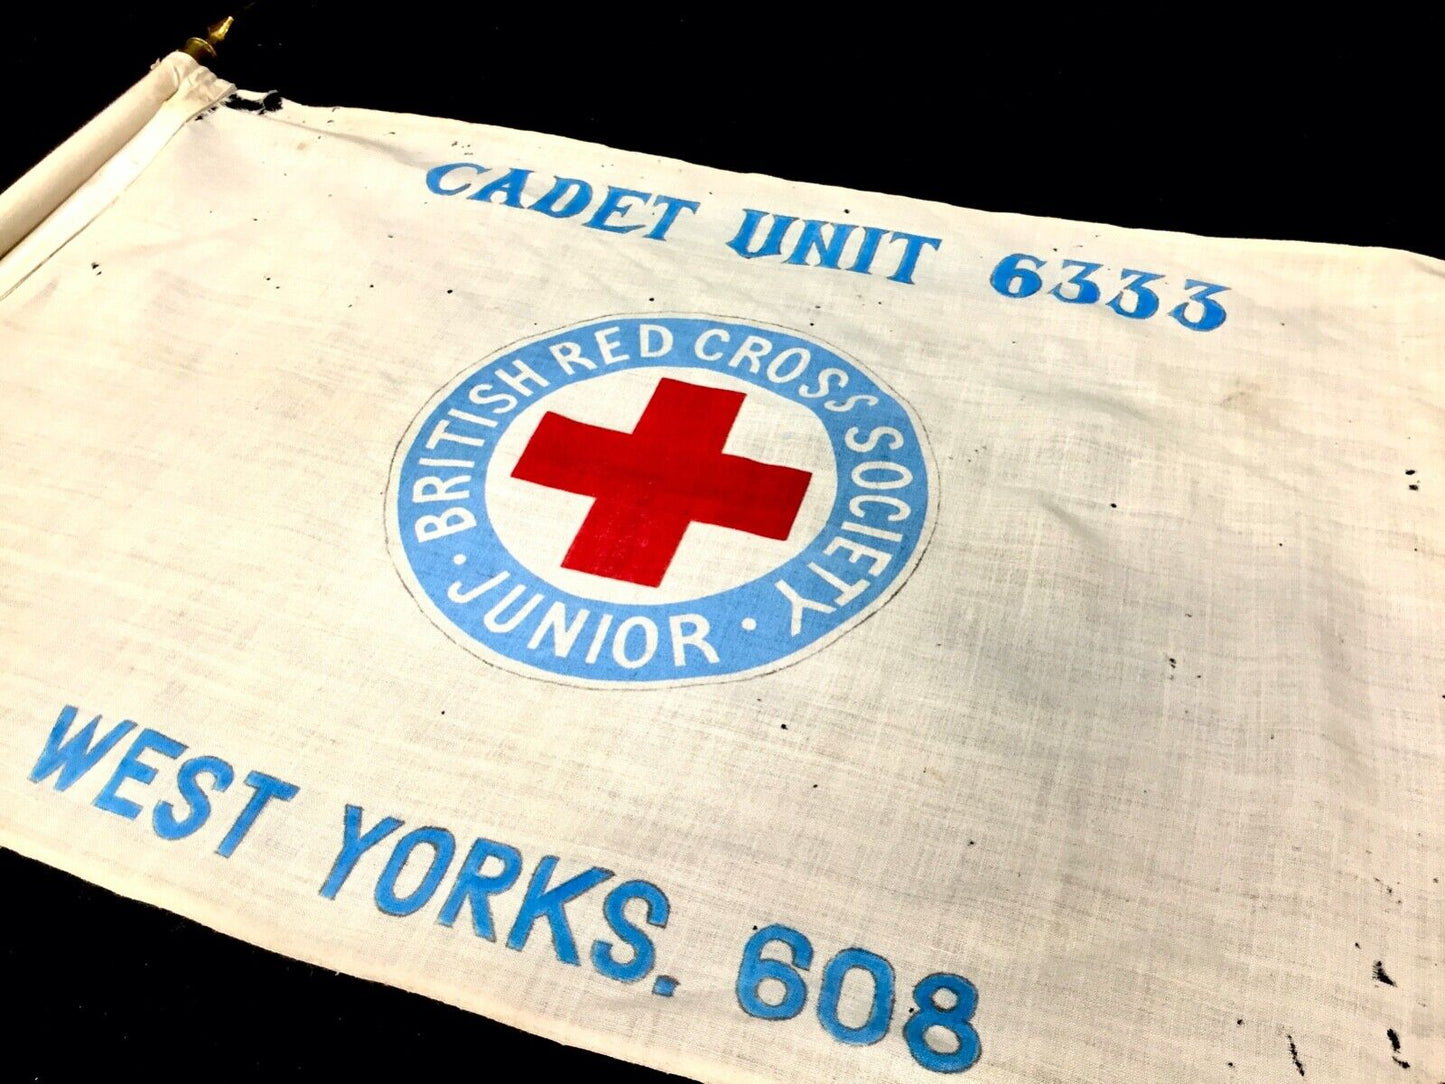 CADET UNIT 6333
BRITISH RED CROSS SOCIETY
· JUNIOR ·
WEST YORKS. 608